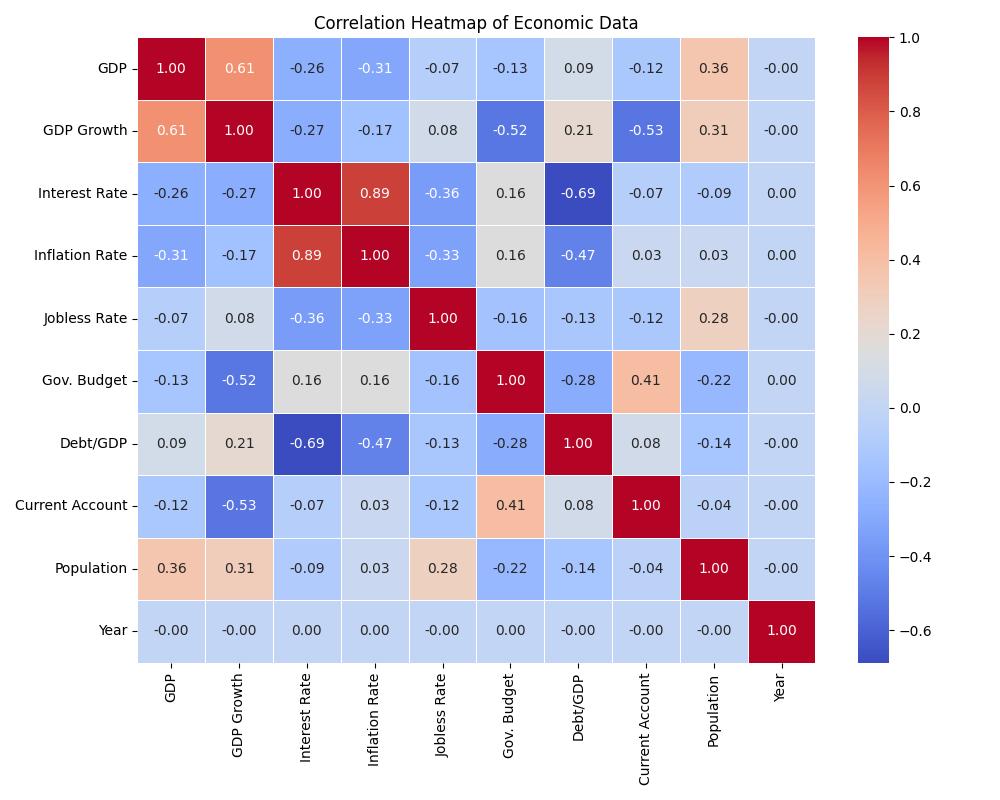 Correlation Heatmap of Economic Data
GDP 1.00 0.61 -0.26 -0.31 -0.07 -0.13 0.09 -0.12 0.36 -0.00
GDP Growth 0.61 1.00 -0.27 -0.17 0.08 -0.52 0.21 -0.53 0.31 -0.00
Interest Rate -0.26 -0.27 1.00 0.89 -0.36 0.16 -0.69 -0.07 -0.09 0.00
Inflation Rate -0.31 -0.17 0.89 1.00 -0.33 0.16 -0.47 0.03 0.03 0.00
Jobless Rate -0.07 0.08 -0.36 -0.33 1.00 -0.16 -0.13 -0.12 0.28 -0.00
Gov. Budget -0.13 -0.52 0.16 0.16 -0.16 1.00 -0.28 0.41 -0.22 0.00
Debt/GDP 0.09 0.21 -0.69 -0.47 -0.13 -0.28 1.00 0.08 -0.14 -0.00
Current Account -0.12 -0.53 -0.07 0.03 -0.12 0.41 0.08 1.00 -0.04 -0.00
Population 0.36 0.31 -0.09 0.03 0.28 -0.22 -0.14 -0.04 1.00 -0.00
Year -0.00 -0.00 0.00 0.00 -0.00 0.00 -0.00 -0.00 -0.00 1.00
GDP
GDP Growth
Interest Rate
Inflation Rate
Jobless Rate
Gov. Budget
Debt/GDP
Current Account
Population
Year
1.0
0.8
0.6
0.4
0.2
0.0
−0.2
−0.4
−0.6